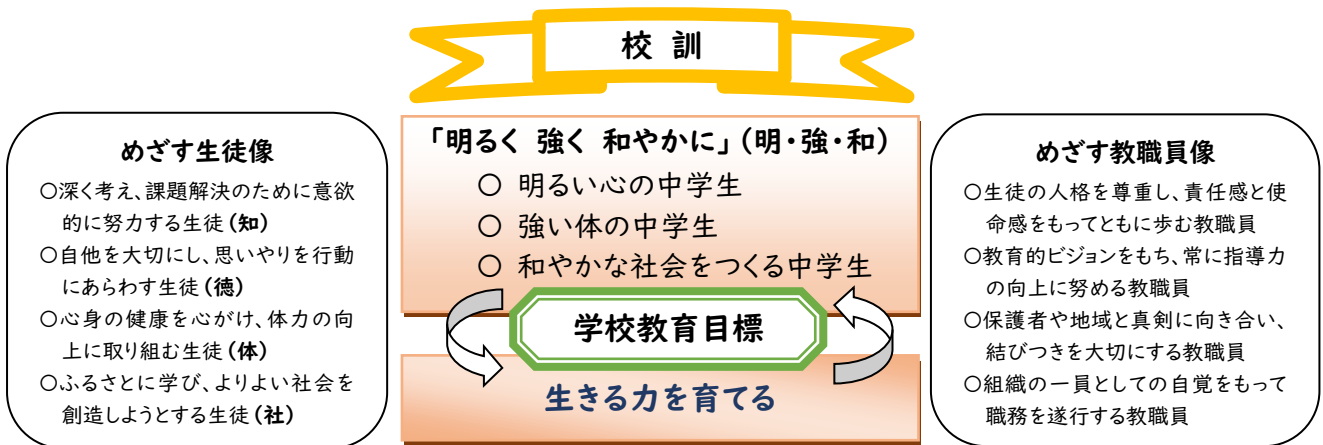 校 訓
「明るく 強く 和やかに」(明・強・和)
○ 明るい心の中学生
○ 強い体の中学生
○ 和やかな社会をつくる中学生
学校教育目標
生きる力を育てる
めざす生徒像
○深く考え、課題解決のために意欲
的に努力する生徒(知)
○自他を大切にし、思いやりを行動
にあらわす生徒(徳)
○心身の健康を心がけ、体力の向
上に取り組む生徒(体)
○ふるさとに学び、よりよい社会を
創造しようとする生徒(社)
めざす教職員像
○生徒の人格を尊重し、責任感と使
命感をもってともに歩む教職員
○教育的ビジョンをもち、常に指導力
の向上に努める教職員
○保護者や地域と真剣に向き合い、
結びつきを大切にする教職員
○組織の一員としての自覚をもって
職務を遂行する教職員